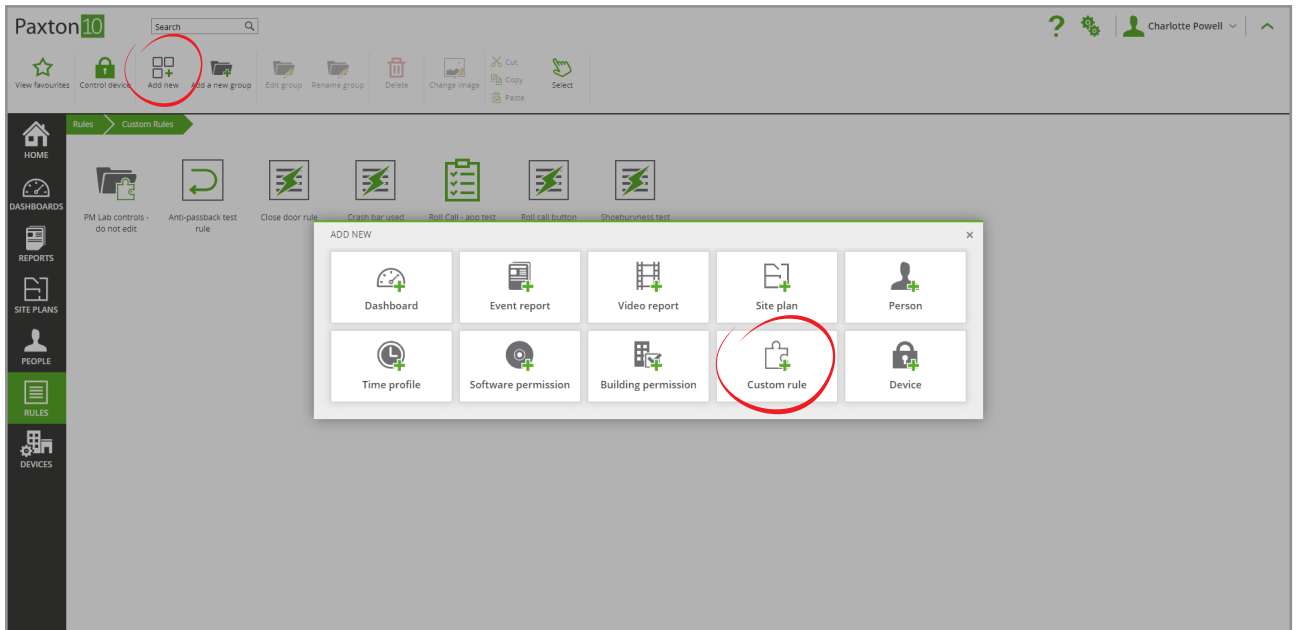 Paxton10
Search
?
Charlotte Powell
View favourites
Control device
Add new
Add a new group
Edit group
Rename group
Delete
Change image
Cut
Copy
Paste
Select
Rules
Custom Rules
HOME
DASHBOARDS
REPORTS
SITE PLANS
PEOPLE
RULES
DEVICES
PM Lab controls -
do not edit
Anti-passback test
rule
Close door rule
Crash bar used
Roll Call - app test
Roll call button
Shoeburyness test
ADD NEW
×
Dashboard
Event report
Video report
Site plan
Person
Time profile
Software permission
Building permission
Custom rule
Device